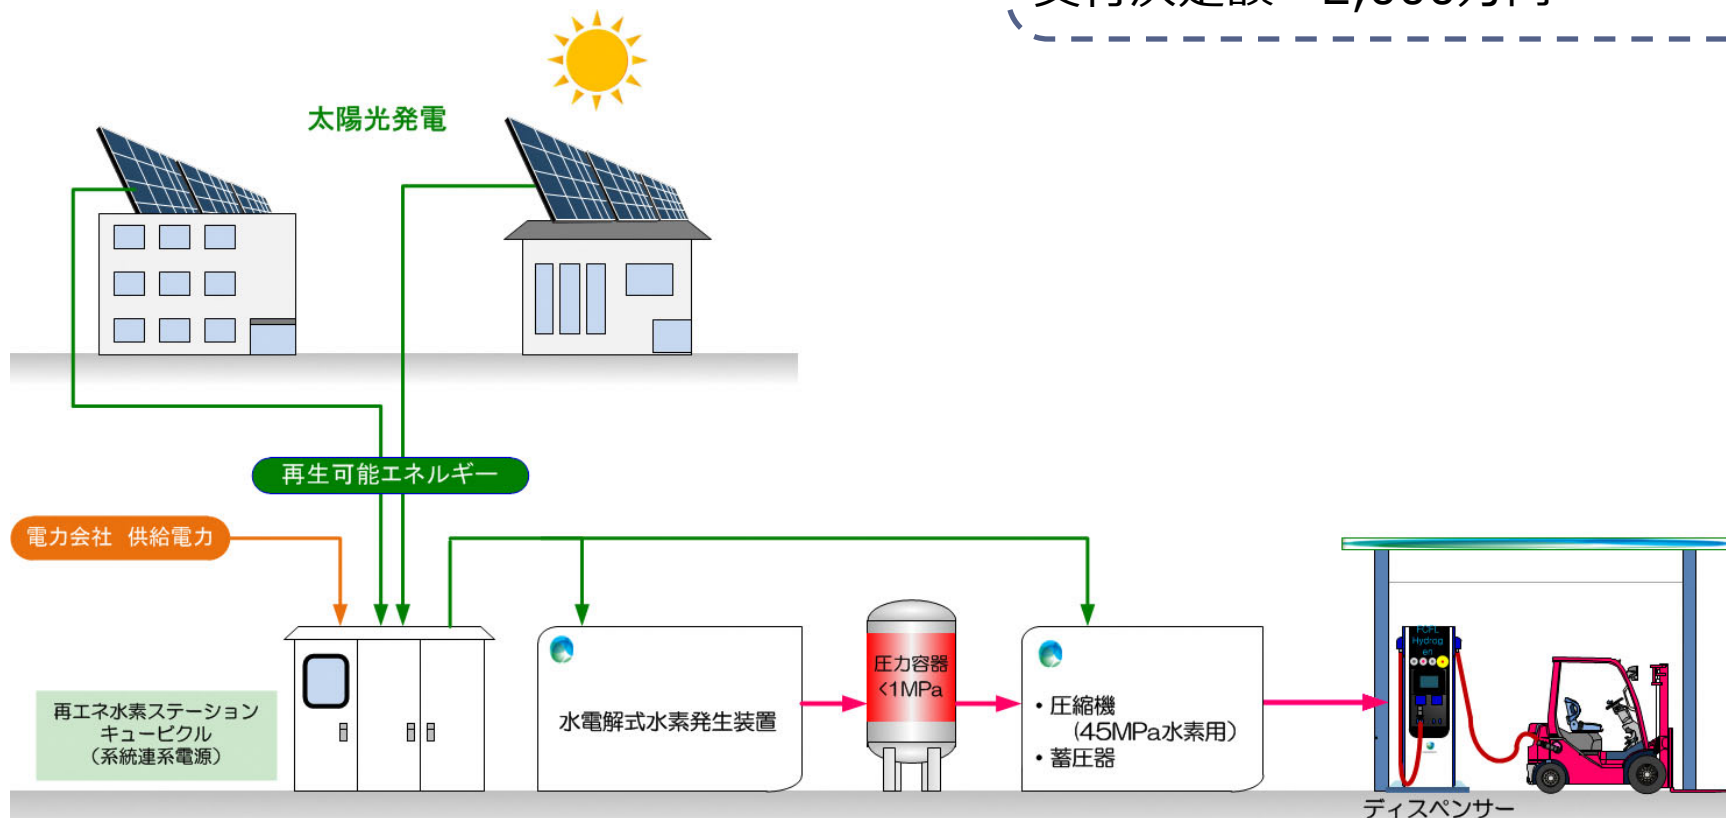 太陽光発電
再生可能エネルギー
電力会社　供給電力
再エネ水素ステーション
キュービクル
（系統連系電源）
水電解式水素発生装置
圧力容器
<1MPa
・圧縮機
（45MPa水素用）
・蓄圧器
FCFL
Hydrog
en
ディスペンサー